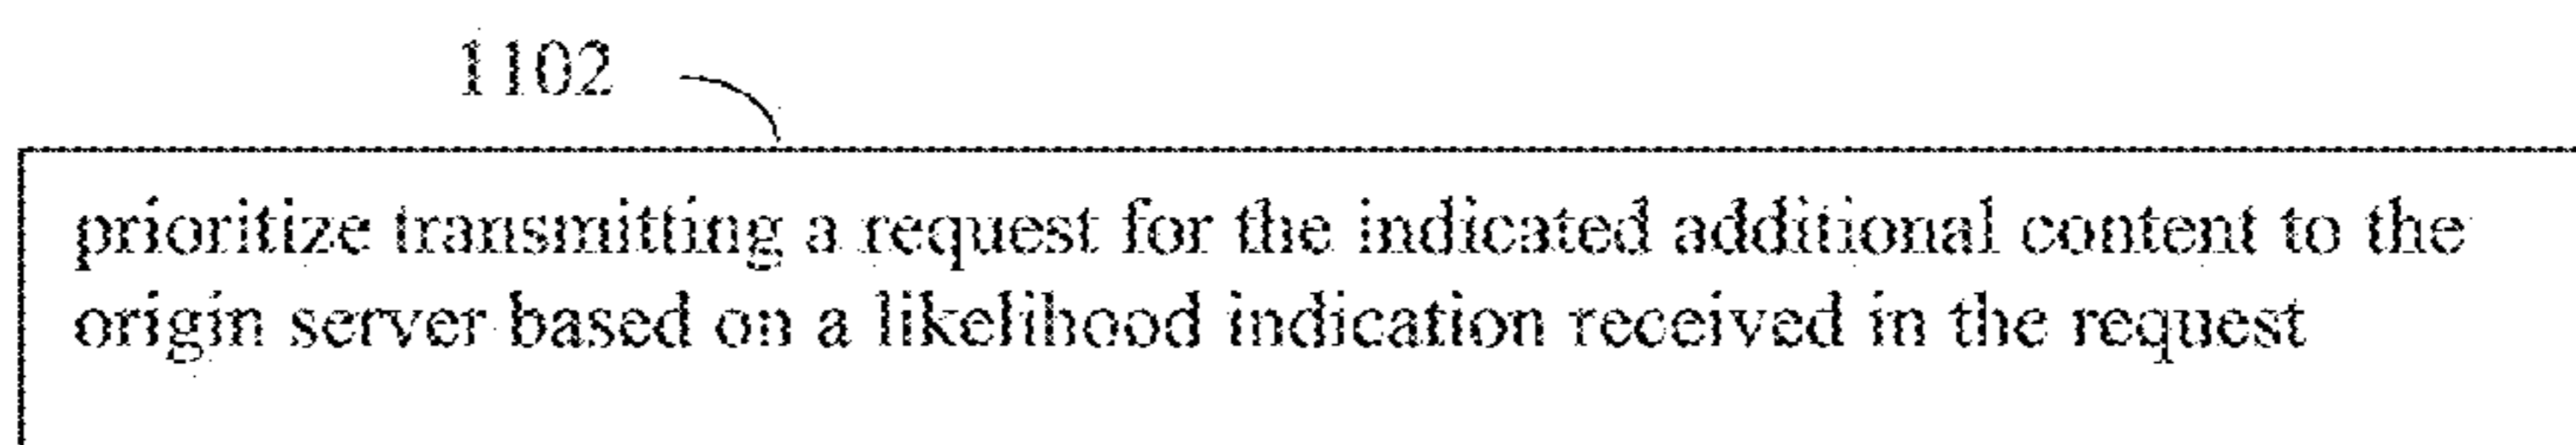 1102
prioritize transmitting a request for the indicated additional content to the
origin server based on a likelihood indication received in the request